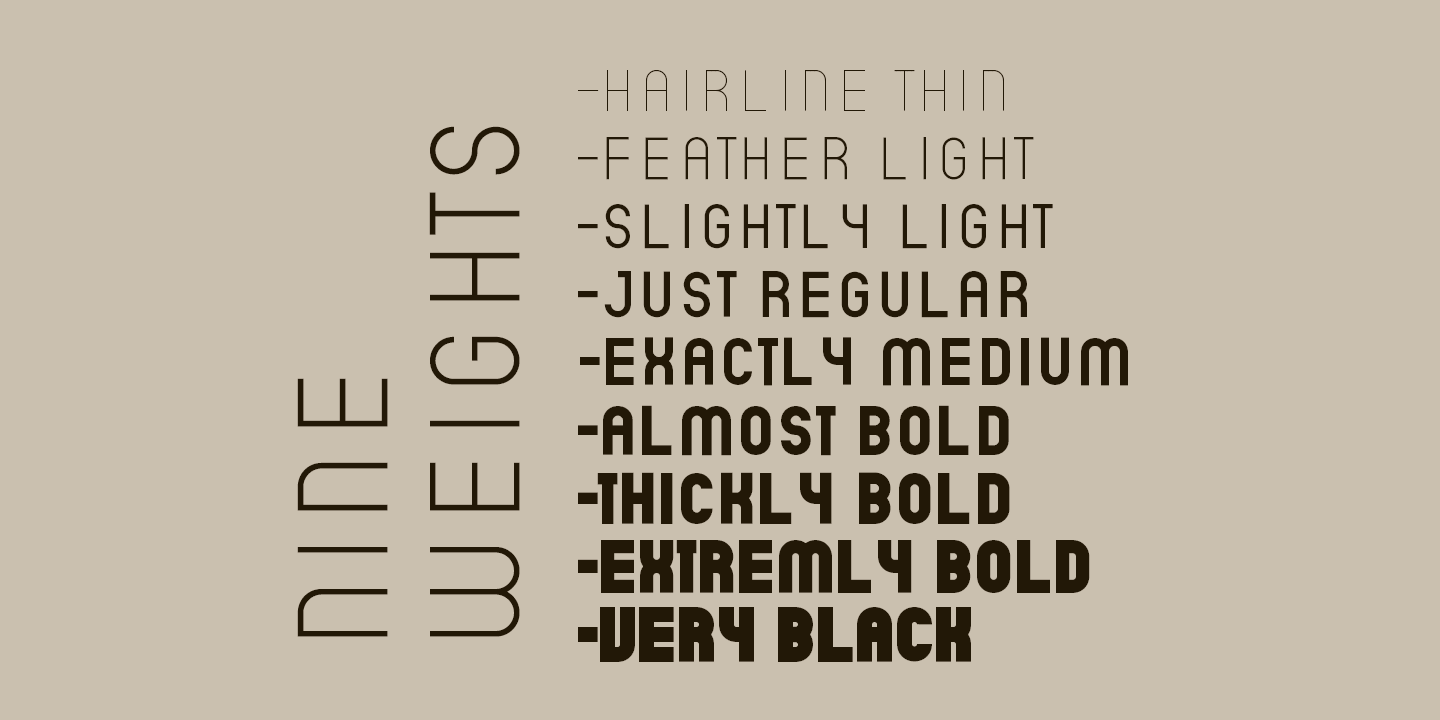 NINE
WEIGHTS
-HAIRLINE THIN
-FEATHER LIGHT
-SLIGHTLY LIGHT
-JUST REGULAR
-EXACTLY MEDIUM
-ALMOST BOLD
-THICKLY BOLD
-EXTREMLY BOLD
-VERY BLACK